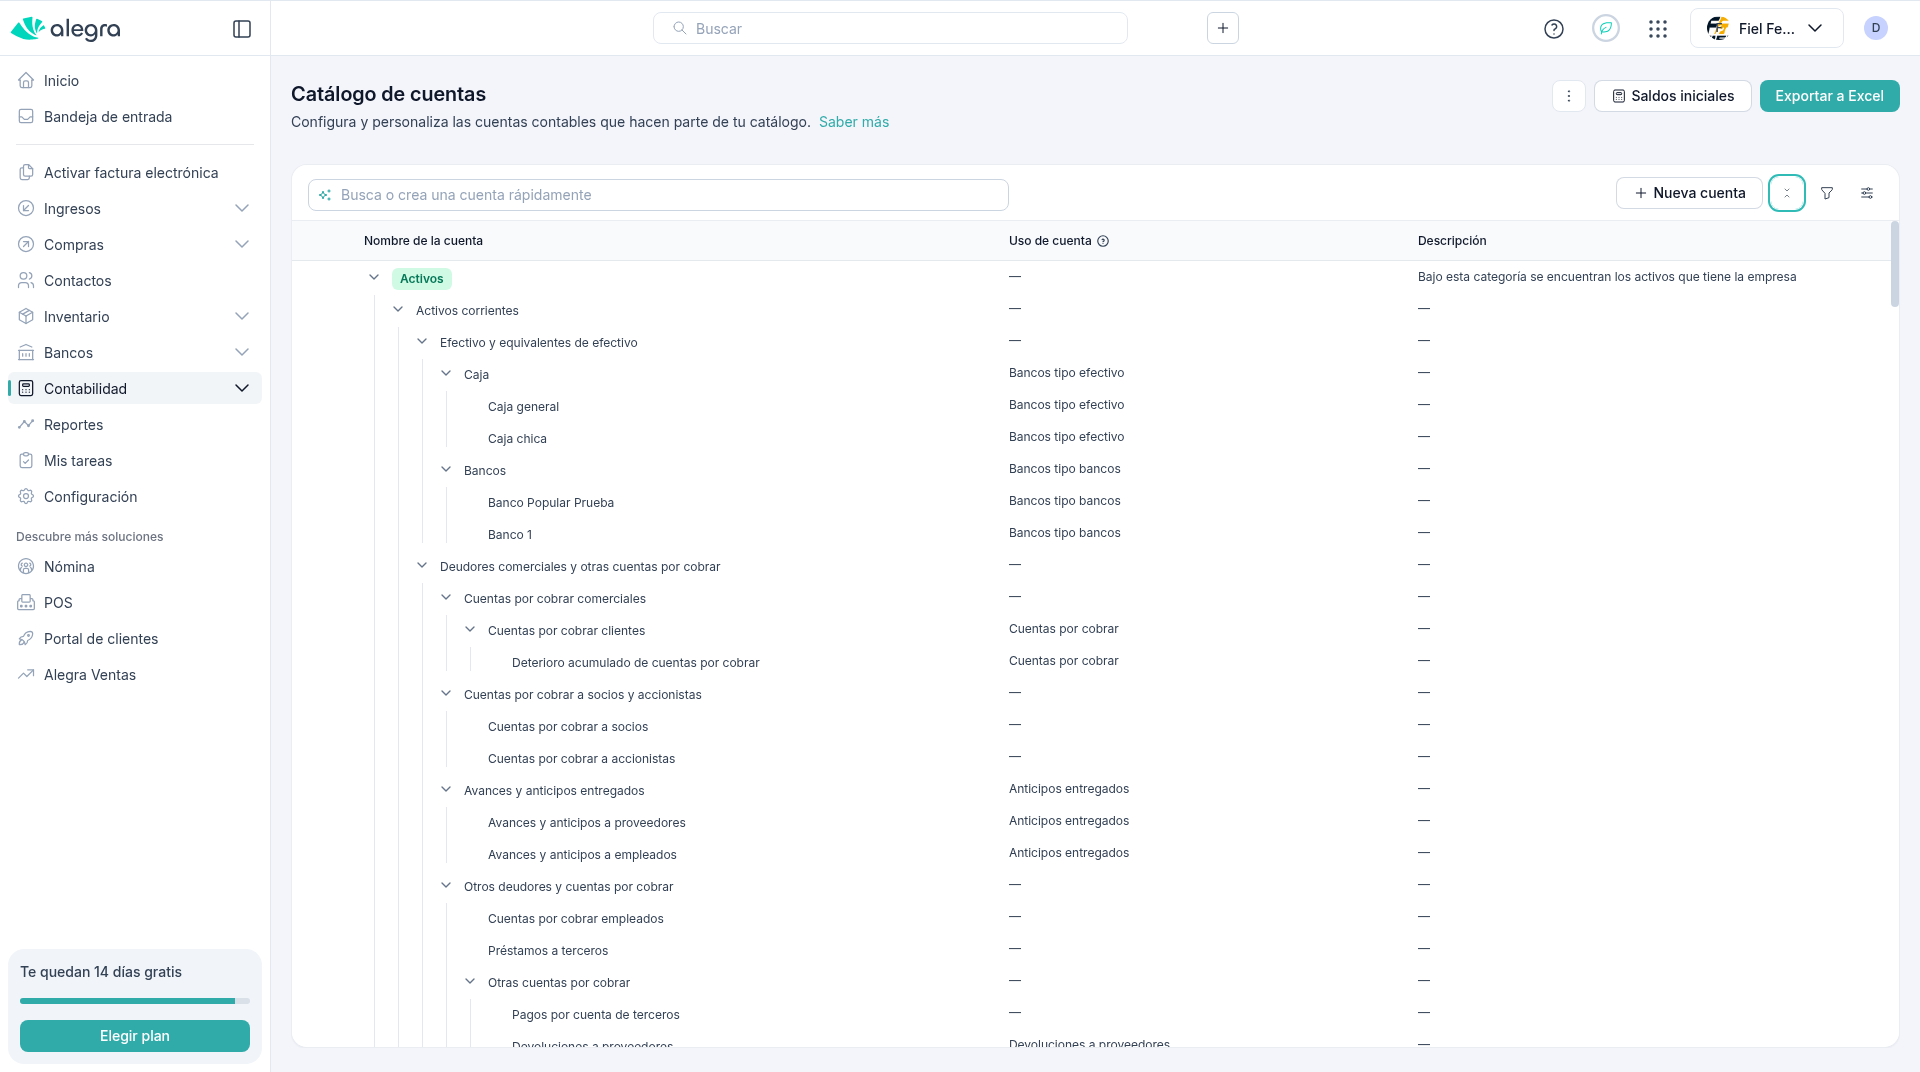 alegra
Buscar
Fiel Fe...
D
Inicio
Bandeja de entrada
Activar factura electrónica
Ingresos
Compras
Contactos
Inventario
Bancos
Contabilidad
Reportes
Mis tareas
Configuración
Descubre más soluciones
Nómina
POS
Portal de clientes
Alegra Ventas
Te quedan 14 días gratis
Elegir plan
Catálogo de cuentas
Configura y personaliza las cuentas contables que hacen parte de tu catálogo. Saber más
Saldos iniciales
Exportar a Excel
Busca o crea una cuenta rápidamente
Nueva cuenta
Nombre de la cuenta Uso de cuenta Descripción
Activos — Bajo esta categoría se encuentran los activos que tiene la empresa
Activos corrientes — —
Efectivo y equivalentes de efectivo — —
Caja Bancos tipo efectivo —
Caja general Bancos tipo efectivo —
Caja chica Bancos tipo efectivo —
Bancos Bancos tipo bancos —
Banco Popular Prueba Bancos tipo bancos —
Banco 1 Bancos tipo bancos —
Deudores comerciales y otras cuentas por cobrar — —
Cuentas por cobrar comerciales — —
Cuentas por cobrar clientes Cuentas por cobrar —
Deterioro acumulado de cuentas por cobrar Cuentas por cobrar —
Cuentas por cobrar a socios y accionistas — —
Cuentas por cobrar a socios — —
Cuentas por cobrar a accionistas — —
Avances y anticipos entregados Anticipos entregados —
Avances y anticipos a proveedores Anticipos entregados —
Avances y anticipos a empleados Anticipos entregados —
Otros deudores y cuentas por cobrar — —
Cuentas por cobrar empleados — —
Préstamos a terceros — —
Otras cuentas por cobrar — —
Pagos por cuenta de terceros — —
Devoluciones a proveedores Devoluciones a proveedores —